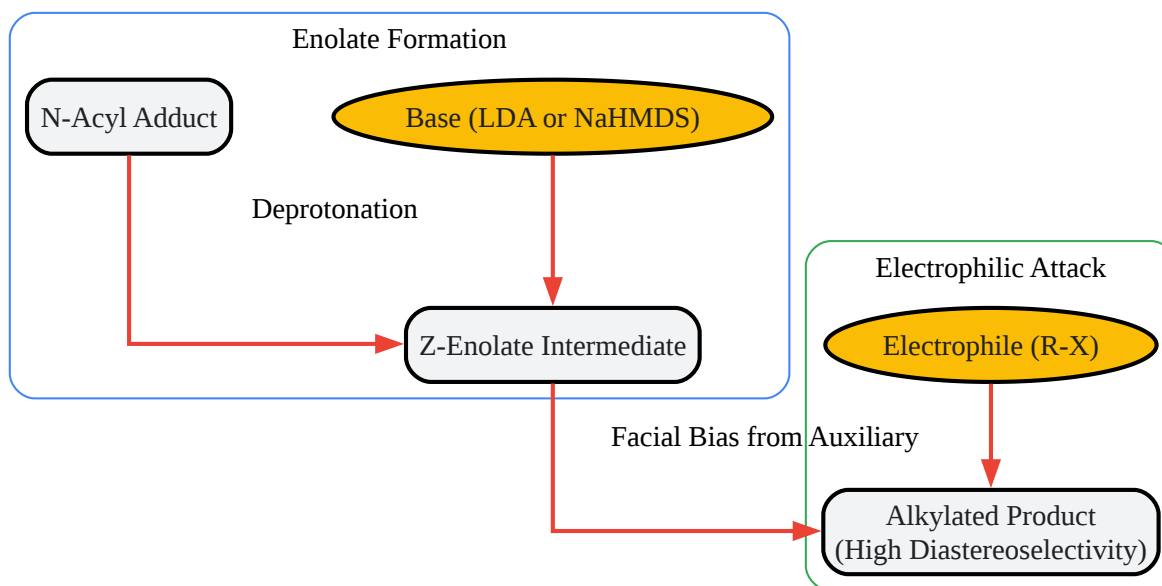 Enolate Formation
N-Acyl Adduct
Base (LDA or NaHMDS)
Deprotonation
Z-Enolate Intermediate
Electrophilic Attack
Electrophile (R-X)
Facial Bias from Auxiliary
Alkylated Product
(High Diastereoselectivity)